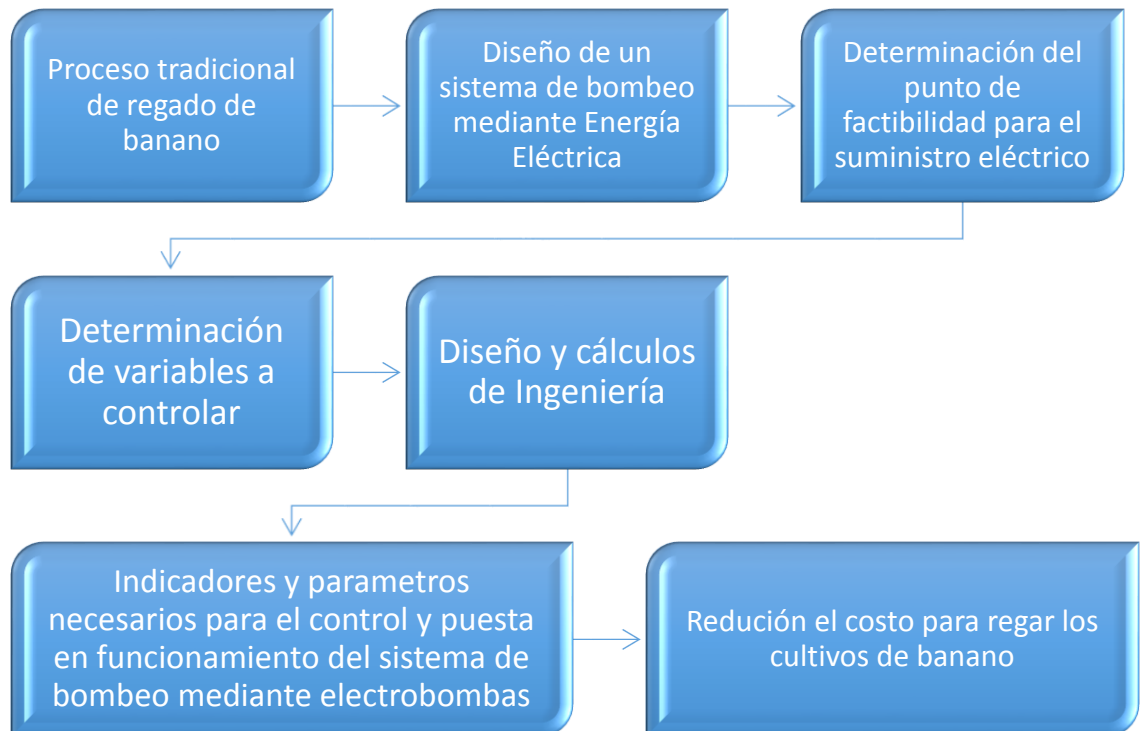 Proceso tradicional
de regado de
banano
Diseño de un
sistema de bombeo
mediante Energía
Eléctrica
Determinación del
punto de
factibilidad para el
suministro eléctrico
Determinación
de variables a
controlar
Diseño y cálculos
de Ingeniería
Indicadores y parametros
necesarios para el control y puesta
en funcionamiento del sistema de
bombeo mediante electrobombas
Redución el costo para regar los
cultivos de banano